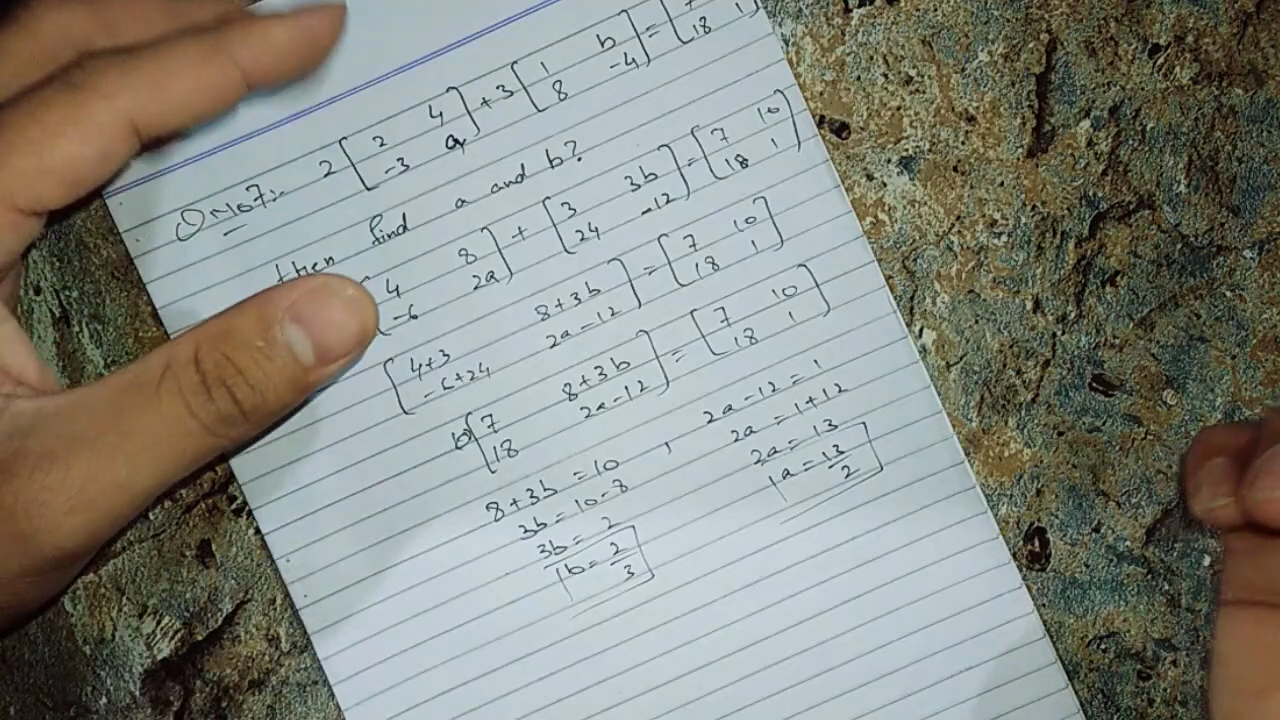 Q No 7:- 2 [2 4 -3 a] + 3 [1 b 8 -4] = [7 18 1
then find a and b?
4 8 -6 2a] + [3 3b 24 -12] = [7 10 18 1]
[4+3 8+3b -6+24 2a-12] = [7 10 18 1]
[7 8+3b 18 2a-12] = [7 10 18 1]
8+3b = 10 , 2a-12 = 1
3b = 10-8 2a = 1+12
3b = 2 2a = 13
b = 2/3 a = 13/2